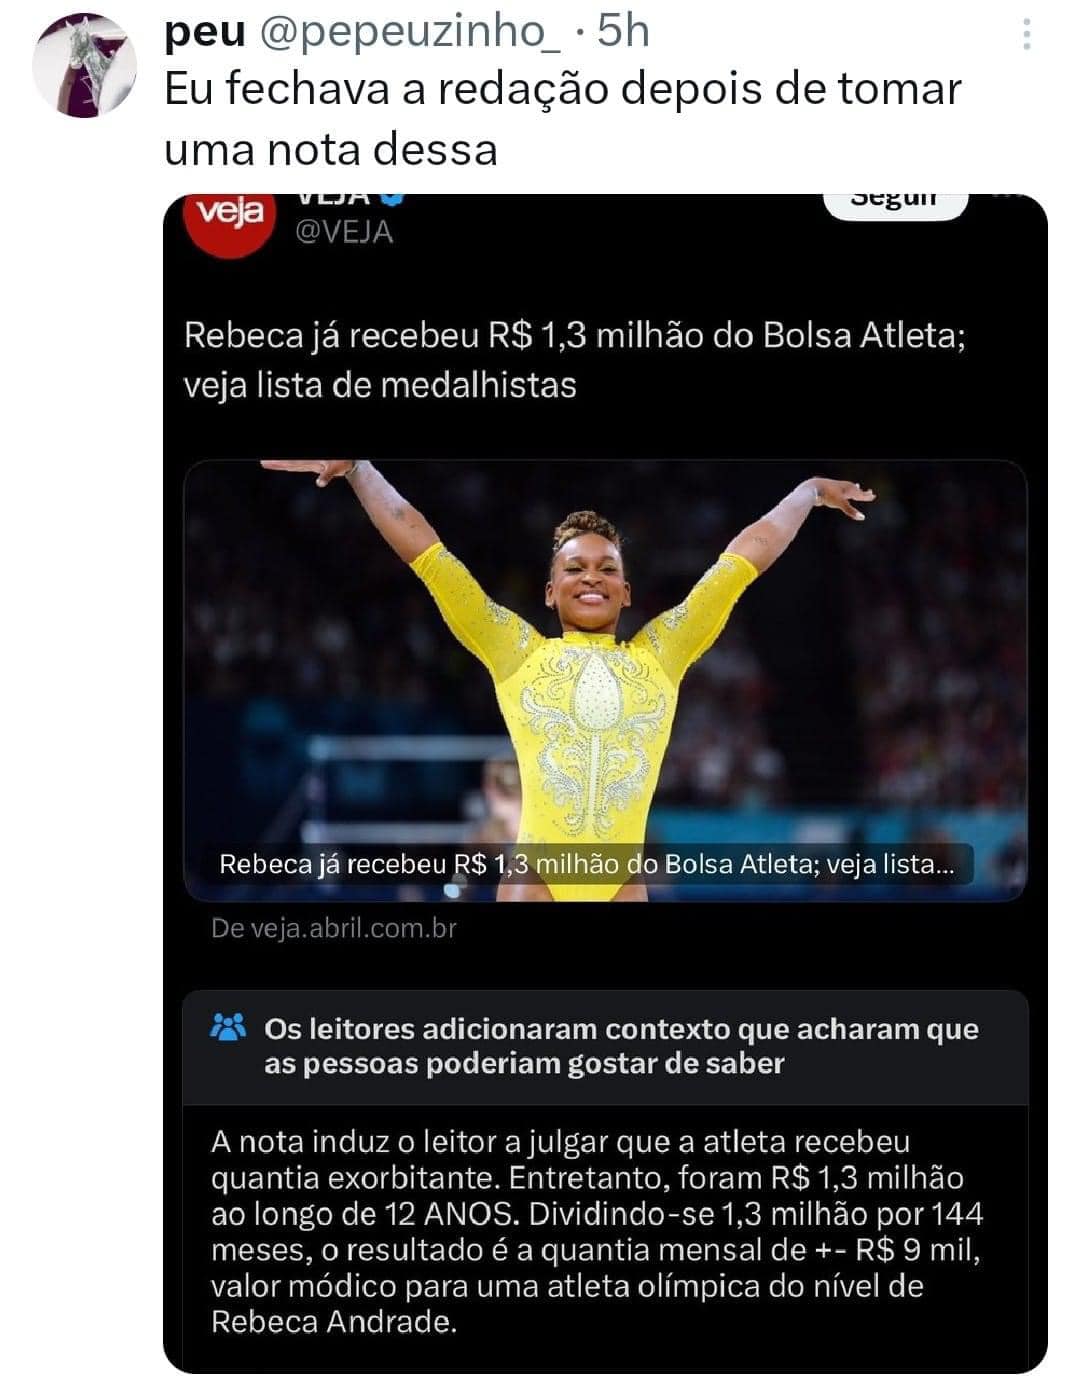 peu @pepeuzinho_ · 5h
Eu fechava a redação depois de tomar
uma nota dessa
veja
VEJA
Seguir
@VEJA
Rebeca já recebeu R$ 1,3 milhão do Bolsa Atleta;
veja lista de medalhistas
Rebeca já recebeu R$ 1,3 milhão do Bolsa Atleta; veja lista...
De veja.abril.com.br
Os leitores adicionaram contexto que acharam que
as pessoas poderiam gostar de saber
A nota induz o leitor a julgar que a atleta recebeu
quantia exorbitante. Entretanto, foram R$ 1,3 milhão
ao longo de 12 ANOS. Dividindo-se 1,3 milhão por 144
meses, o resultado é a quantia mensal de +- R$ 9 mil,
valor módico para uma atleta olímpica do nível de
Rebeca Andrade.